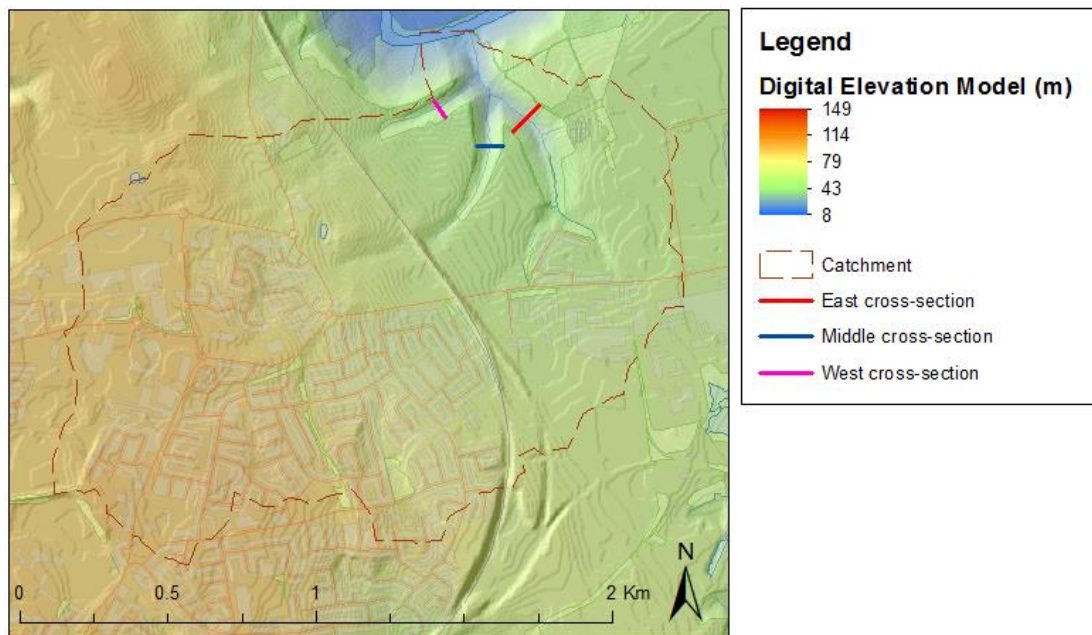 Legend
Digital Elevation Model (m)
149
114
79
43
8
Catchment
East cross-section
Middle cross-section
West cross-section
N
0 0.5 1 2 Km